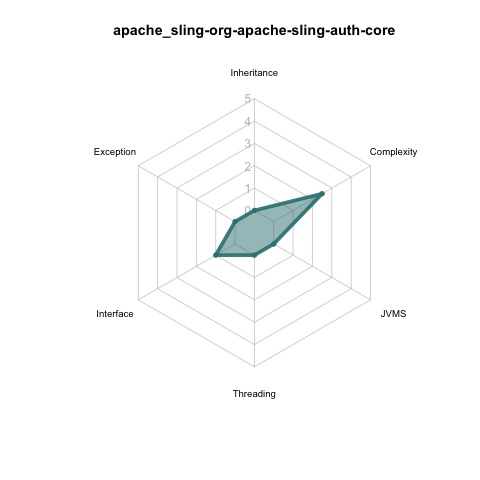 apache_sling-org-apache-sling-auth-core
Inheritance
5
4
3
2
1
0
Exception
Complexity
Interface
JVMS
Threading